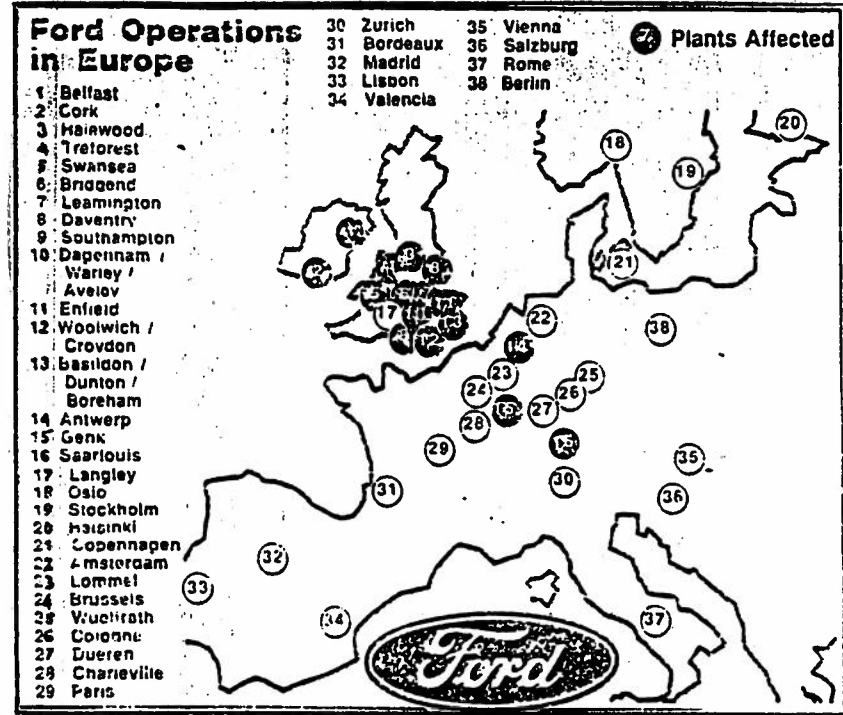 Ford Operations
in Europe
1 Belfast
2 Cork
3 Halewood
4 Treforest
5 Swansea
6 Bridgend
7 Leamington
8 Daventry
9 Southampton
10 Dagenham /
Warley /
Aveley
11 Enfield
12 Woolwich /
Croydon
13 Basildon /
Dunton /
Boreham
14 Antwerp
15 Genk
16 Saarlouis
17 Langley
18 Oslo
19 Stockholm
20 Helsinki
21 Copenhagen
22 Amsterdam
23 Lommel
24 Brussels
25 Wuelfrath
26 Cologne
27 Dueren
28 Charleville
29 Paris
30 Zurich
31 Bordeaux
32 Madrid
33 Lisbon
34 Valencia
35 Vienna
36 Salzburg
37 Rome
38 Berlin
Plants Affected
20
18
19
21
17
22
38
23
25
24
26
27
28
29
35
30
31
36
32
33
34
37
Ford